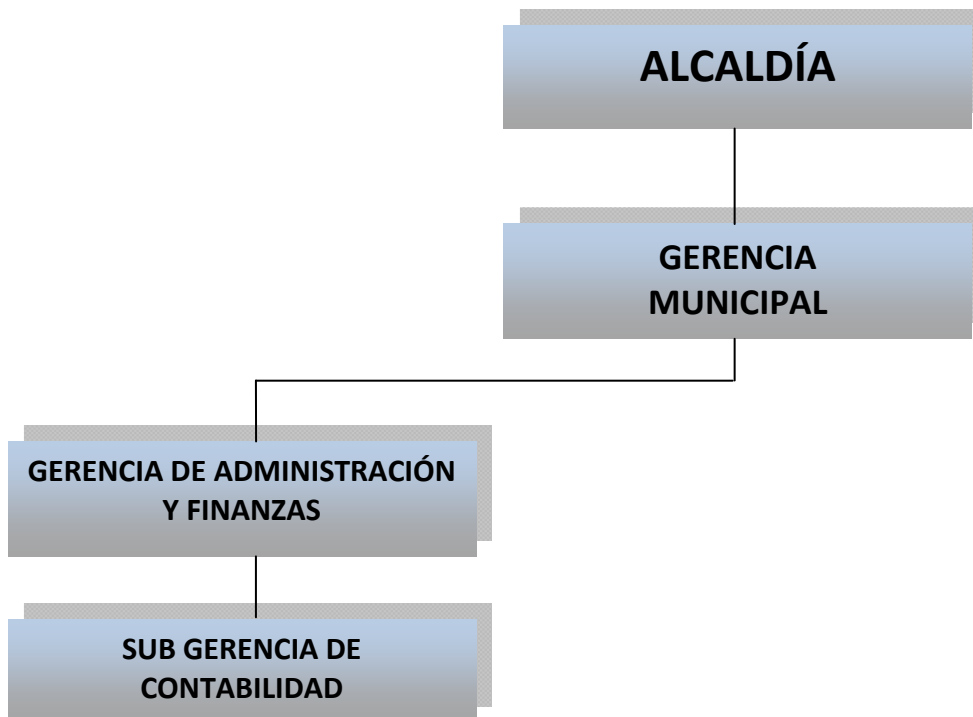 ALCALDÍA
GERENCIA
MUNICIPAL
GERENCIA DE ADMINISTRACIÓN
Y FINANZAS
SUB GERENCIA DE
CONTABILIDAD